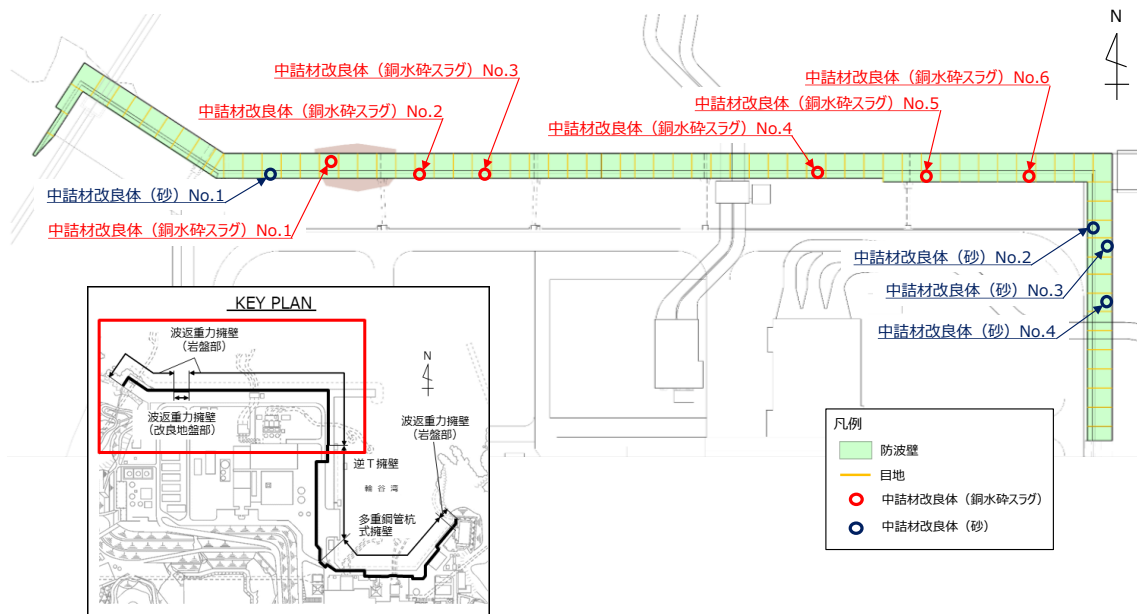 N
中詰材改良体（銅水砕スラグ）No.3
中詰材改良体（銅水砕スラグ）No.6
中詰材改良体（銅水砕スラグ）No.2
中詰材改良体（銅水砕スラグ）No.5
中詰材改良体（銅水砕スラグ）No.4
中詰材改良体（砂）No.1
中詰材改良体（銅水砕スラグ）No.1
中詰材改良体（砂）No.2
中詰材改良体（砂）No.3
中詰材改良体（砂）No.4
KEY PLAN
波返重力擁壁
（岩盤部）
N
波返重力擁壁
（改良地盤部）
波返重力擁壁
（岩盤部）
逆T擁壁
輪谷湾
多重鋼管杭
式擁壁
凡例
防波壁
目地
中詰材改良体（銅水砕スラグ）
中詰材改良体（砂）